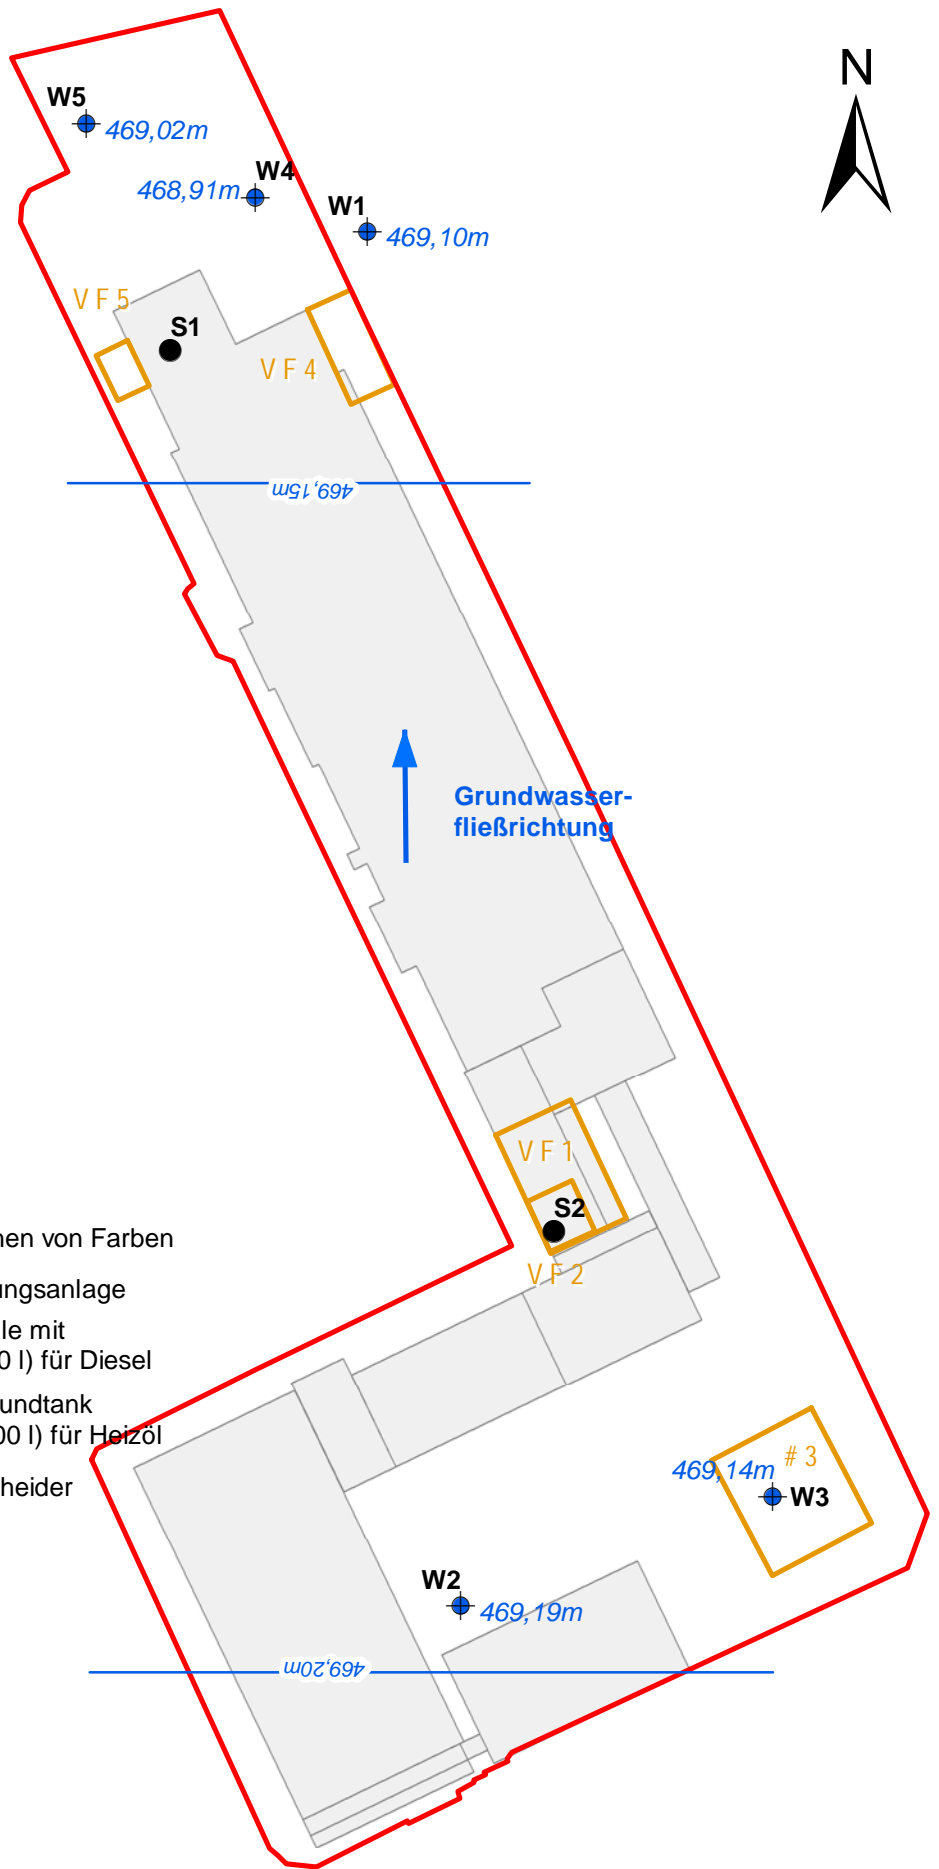 N
W5
469,02m
W4
468,91m
W1
469,10m
VF5
S1
VF4
469,15m
Grundwasser-
fließrichtung
VF1
S2
VF2
nen von Farben
ungsanlage
le mit
0 l) für Diesel
undtank
00 l) für Heizöl
heider
#3
469,14m
W3
W2
469,19m
469,20m